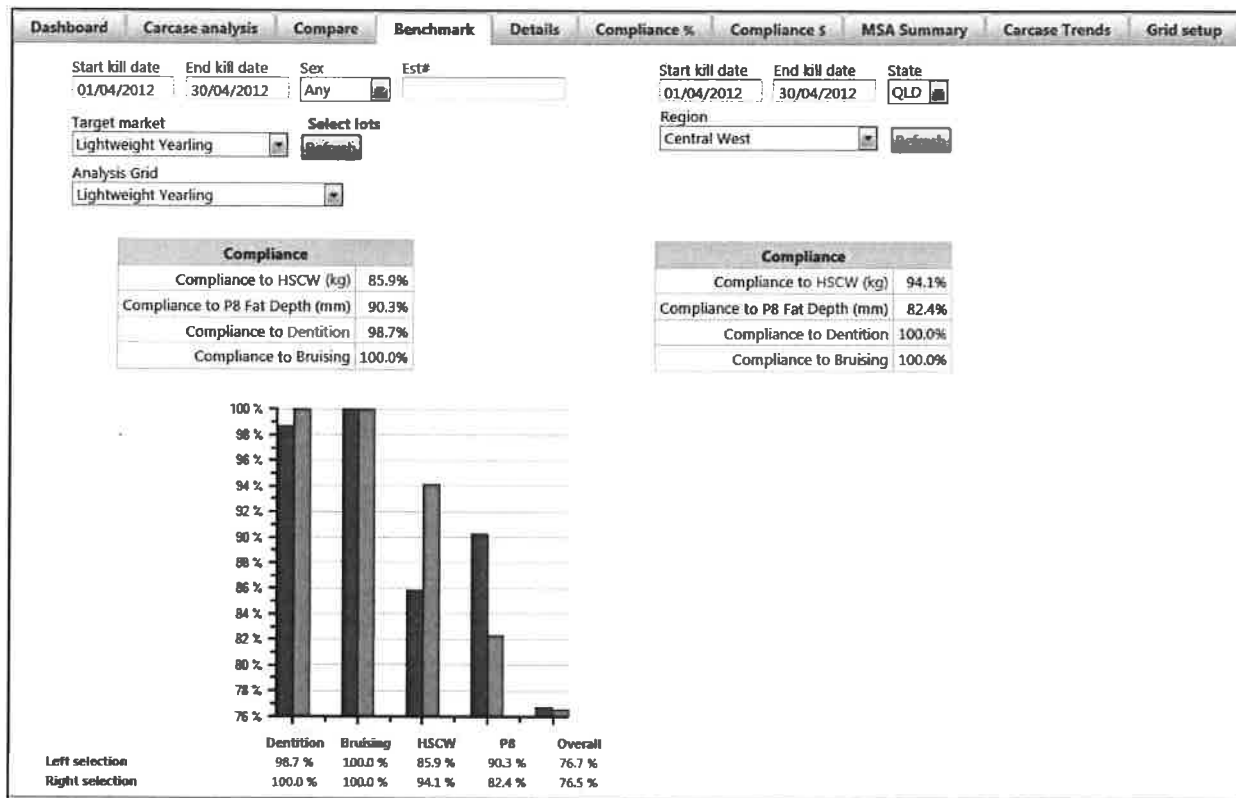 Dashboard Carcase analysis Compare Benchmark Details Compliance % Compliance $ MSA Summary Carcase Trends Grid setup
Start kill date End kill date Sex Est#
01/04/2012 30/04/2012 Any
Target market Select lots
Lightweight Yearling Refresh
Analysis Grid
Lightweight Yearling
Start kill date End kill date State
01/04/2012 30/04/2012 QLD
Region
Central West Refresh
Compliance
Compliance to HSCW (kg) 85.9%
Compliance to P8 Fat Depth (mm) 90.3%
Compliance to Dentition 98.7%
Compliance to Bruising 100.0%
Compliance
Compliance to HSCW (kg) 94.1%
Compliance to P8 Fat Depth (mm) 82.4%
Compliance to Dentition 100.0%
Compliance to Bruising 100.0%
100 %
98 %
96 %
94 %
92 %
90 %
88 %
86 %
84 %
82 %
80 %
78 %
76 %
Dentition Bruising HSCW P8 Overall
Left selection 98.7 % 100.0 % 85.9 % 90.3 % 76.7 %
Right selection 100.0 % 100.0 % 94.1 % 82.4 % 76.5 %